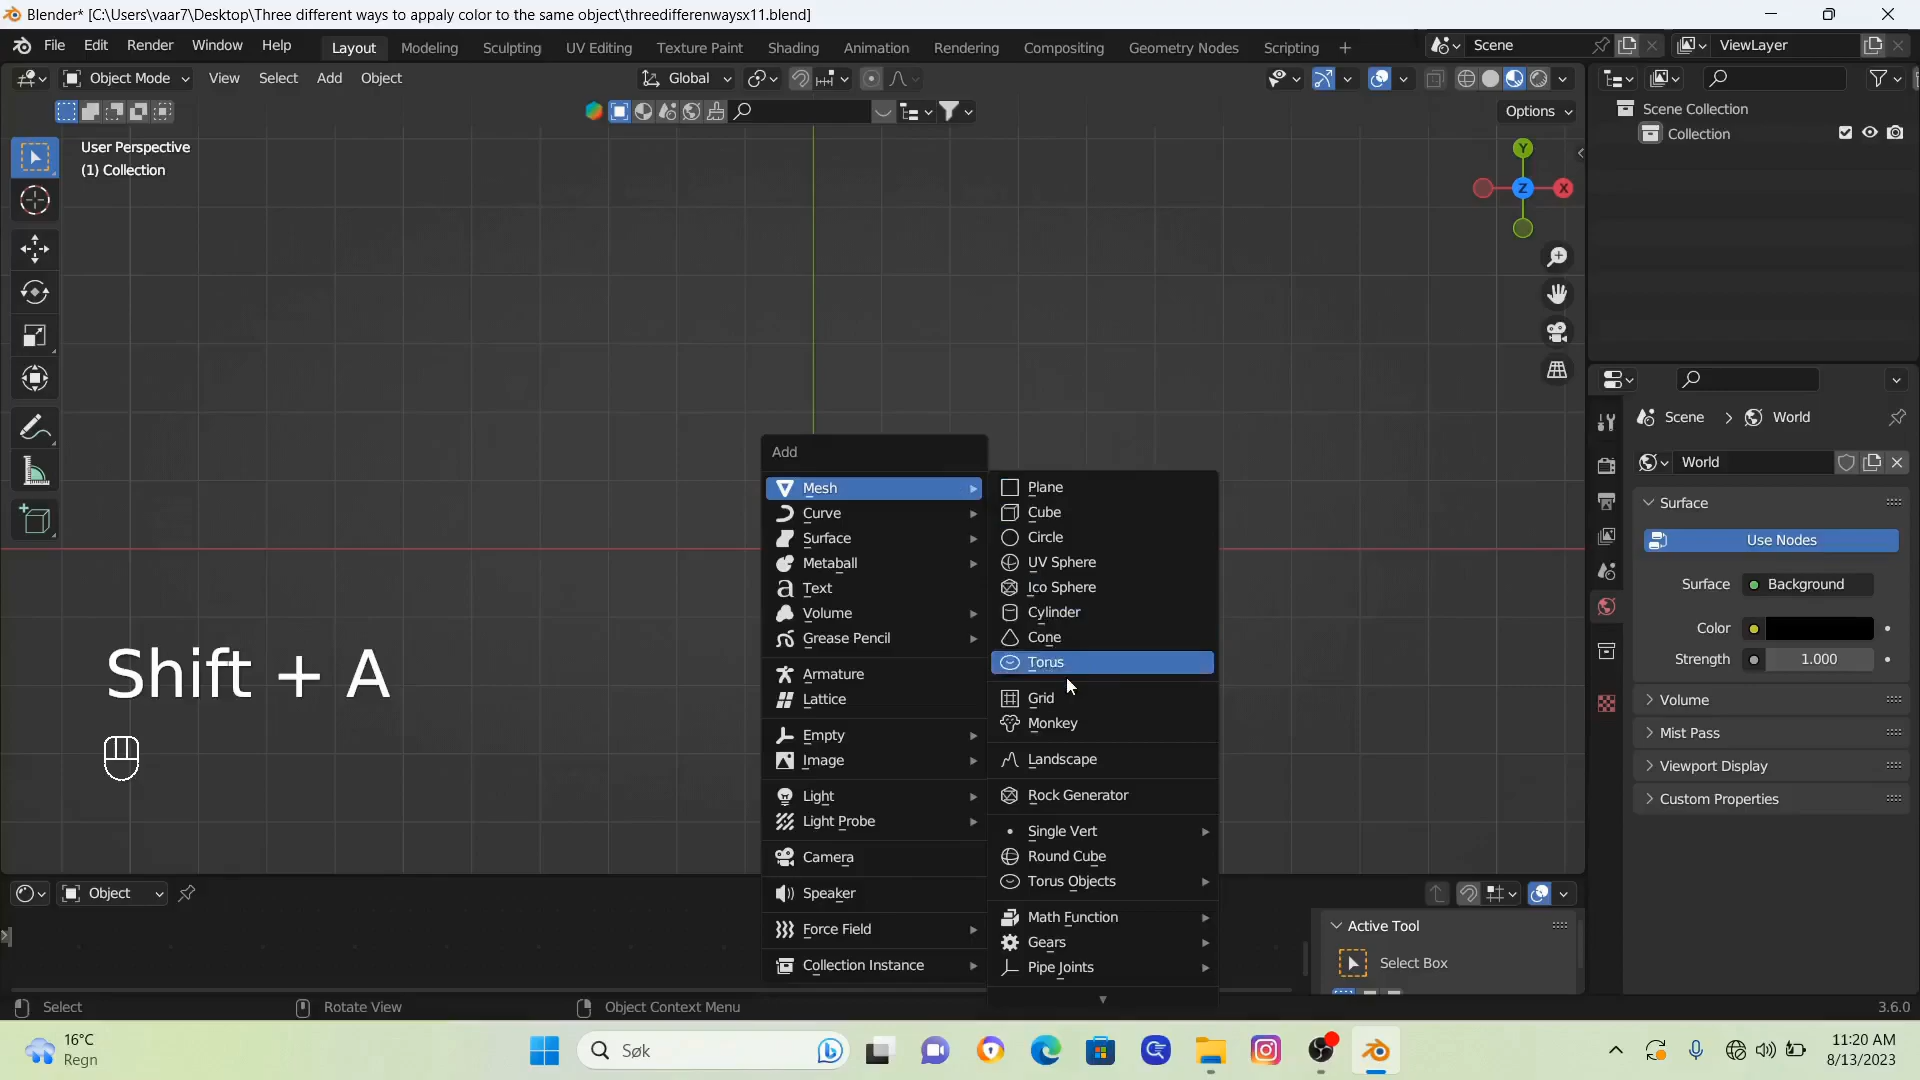 Blender* [C:\Users\vaar7\Desktop\Three different ways to appaly color to the same object\threedifferenwaysx11.blend]
File Edit Render Window Help Layout Modeling Sculpting UV Editing Texture Paint Shading Animation Rendering Compositing Geometry Nodes Scripting + Scene ViewLayer
Object Mode View Select Add Object Global
Options
Scene Collection
Collection
User Perspective
(1) Collection
Y
Z X
Scene > World
World
Surface
Use Nodes
Surface Background
Color
Strength 1.000
Volume
Mist Pass
Viewport Display
Custom Properties
Add
Mesh
Curve
Surface
Metaball
Text
Volume
Grease Pencil
Armature
Lattice
Empty
Image
Light
Light Probe
Camera
Speaker
Force Field
Collection Instance
Plane
Cube
Circle
UV Sphere
Ico Sphere
Cylinder
Cone
Torus
Grid
Monkey
Landscape
Rock Generator
Single Vert
Round Cube
Torus Objects
Math Function
Gears
Pipe Joints
Shift + A
Object
Active Tool
Select Box
Select Rotate View Object Context Menu 3.6.0
16°C
Regn
Søk
11:20 AM
8/13/2023